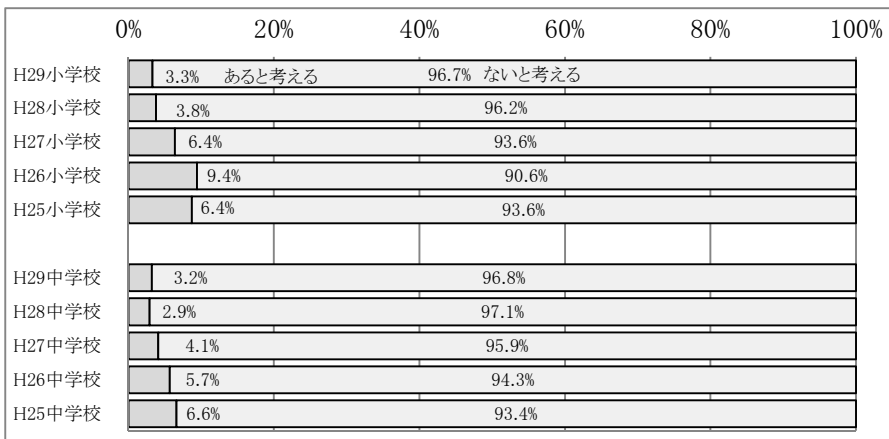 0% 20% 40% 60% 80% 100%
H29小学校 3.3% あると考える 96.7% ないと考える
H28小学校 3.8% 96.2%
H27小学校 6.4% 93.6%
H26小学校 9.4% 90.6%
H25小学校 6.4% 93.6%
H29中学校 3.2% 96.8%
H28中学校 2.9% 97.1%
H27中学校 4.1% 95.9%
H26中学校 5.7% 94.3%
H25中学校 6.6% 93.4%